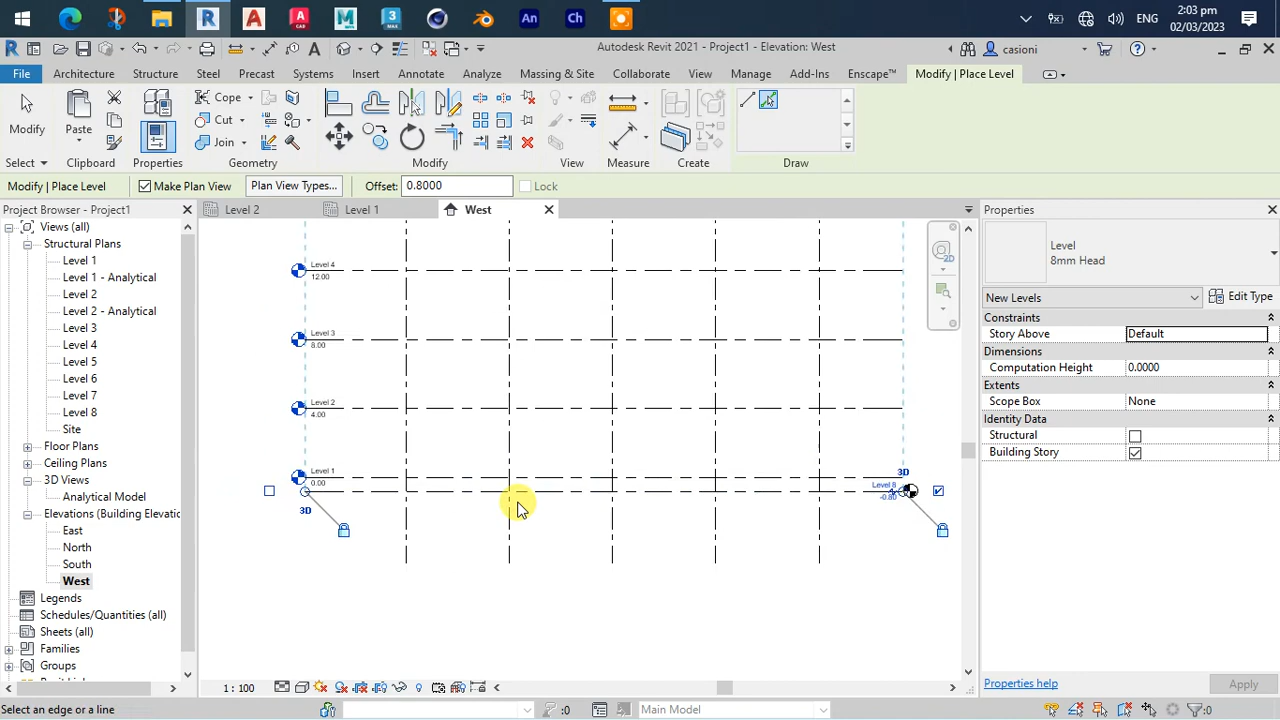 An
Ch
ENG
2:03 PM
02/03/2023
Autodesk Revit 2021 - Project1 - Elevation: West
casioni
File
Architecture
Structure
Steel
Precast
Systems
Insert
Annotate
Analyze
Massing & Site
Collaborate
View
Manage
Add-Ins
Enscape™
Modify | Place Level
Modify
Paste
Cope
Cut
Join
Select
Clipboard
Properties
Geometry
Modify
View
Measure
Create
Draw
Modify | Place Level
Make Plan View
Plan View Types...
Offset:
0.8000
Lock
Project Browser - Project1
Level 2
Level 1
West
Properties
Views (all)
Structural Plans
Level 1
Level 1 - Analytical
Level 2
Level 2 - Analytical
Level 3
Level 4
Level 5
Level 6
Level 7
Level 8
Site
Floor Plans
Ceiling Plans
3D Views
Analytical Model
Elevations (Building Elevatic
East
North
South
West
Legends
Schedules/Quantities (all)
Sheets (all)
Families
Groups
Level 4
12.00
Level 3
8.00
Level 2
4.00
Level 1
0.00
3D
3D
Level 8
-0.80
2D
Level
8mm Head
New Levels
Edit Type
Constraints
Story Above
Default
Dimensions
Computation Height
0.0000
Extents
Scope Box
None
Identity Data
Structural
Building Story
Properties help
Apply
1 : 100
Select an edge or a line
:0
Main Model
:0